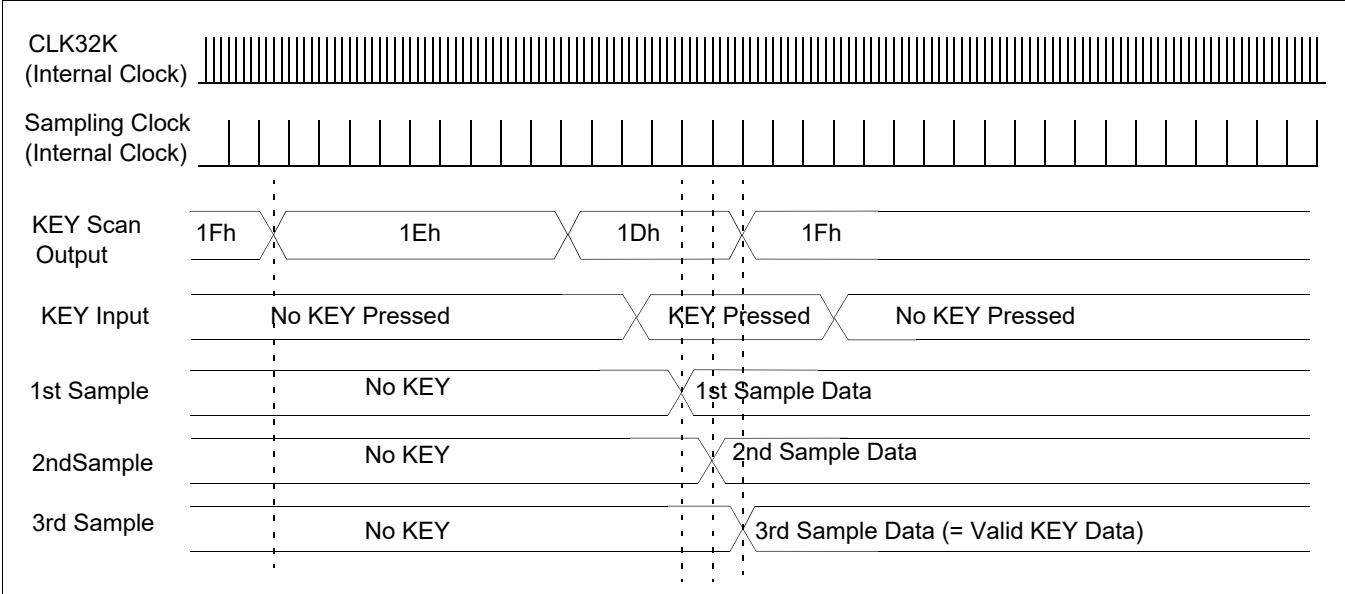 CLK32K
(Internal Clock)
Sampling Clock
(Internal Clock)
KEY Scan
Output
1Fh
1Eh
1Dh
1Fh
KEY Input
No KEY Pressed
KEY Pressed
No KEY Pressed
1st Sample
No KEY
1st Sample Data
2ndSample
No KEY
2nd Sample Data
3rd Sample
No KEY
3rd Sample Data (= Valid KEY Data)